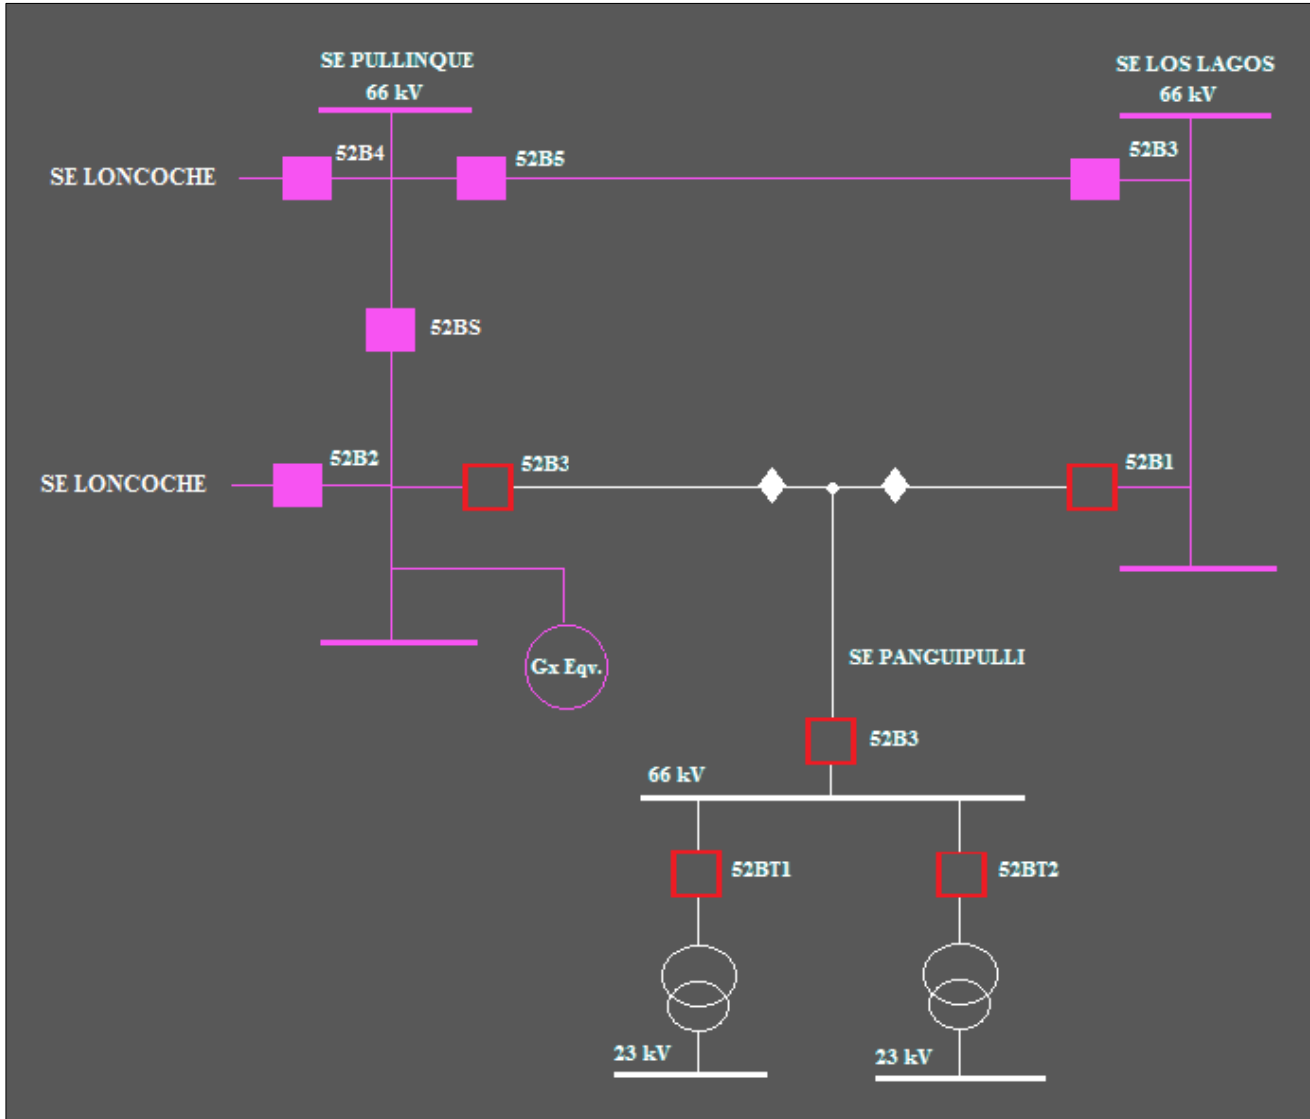 SE PULLINQUE
66 kV
SE LOS LAGOS
66 kV
52B4
52B5
52B3
SE LONCOCHE
52BS
52B2
52B3
52B1
SE LONCOCHE
Gx Eqv.
SE PANGUIPULLI
52B3
66 kV
52BT1
52BT2
23 kV
23 kV